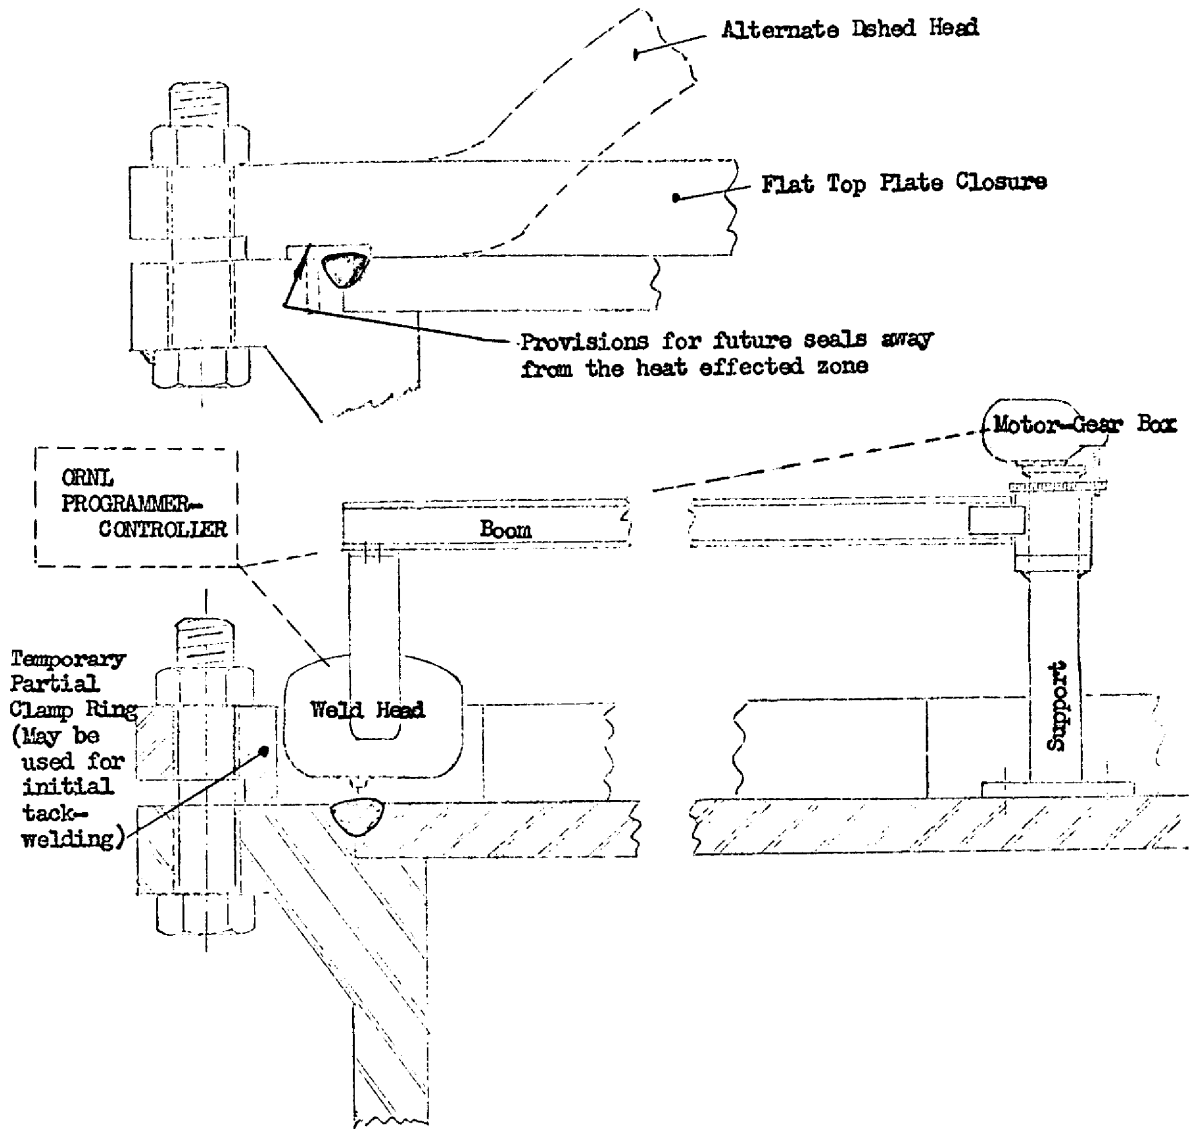 Alternate Dshed Head
Flat Top Plate Closure
Provisions for future seals away
from the heat effected zone
Motor-Gear Box
ORNL
PROGRAMMER-
CONTROLLER
Boom
Temporary
Partial
Clamp Ring
(May be
used for
initial
tack-
welding)
Weld Head
Support